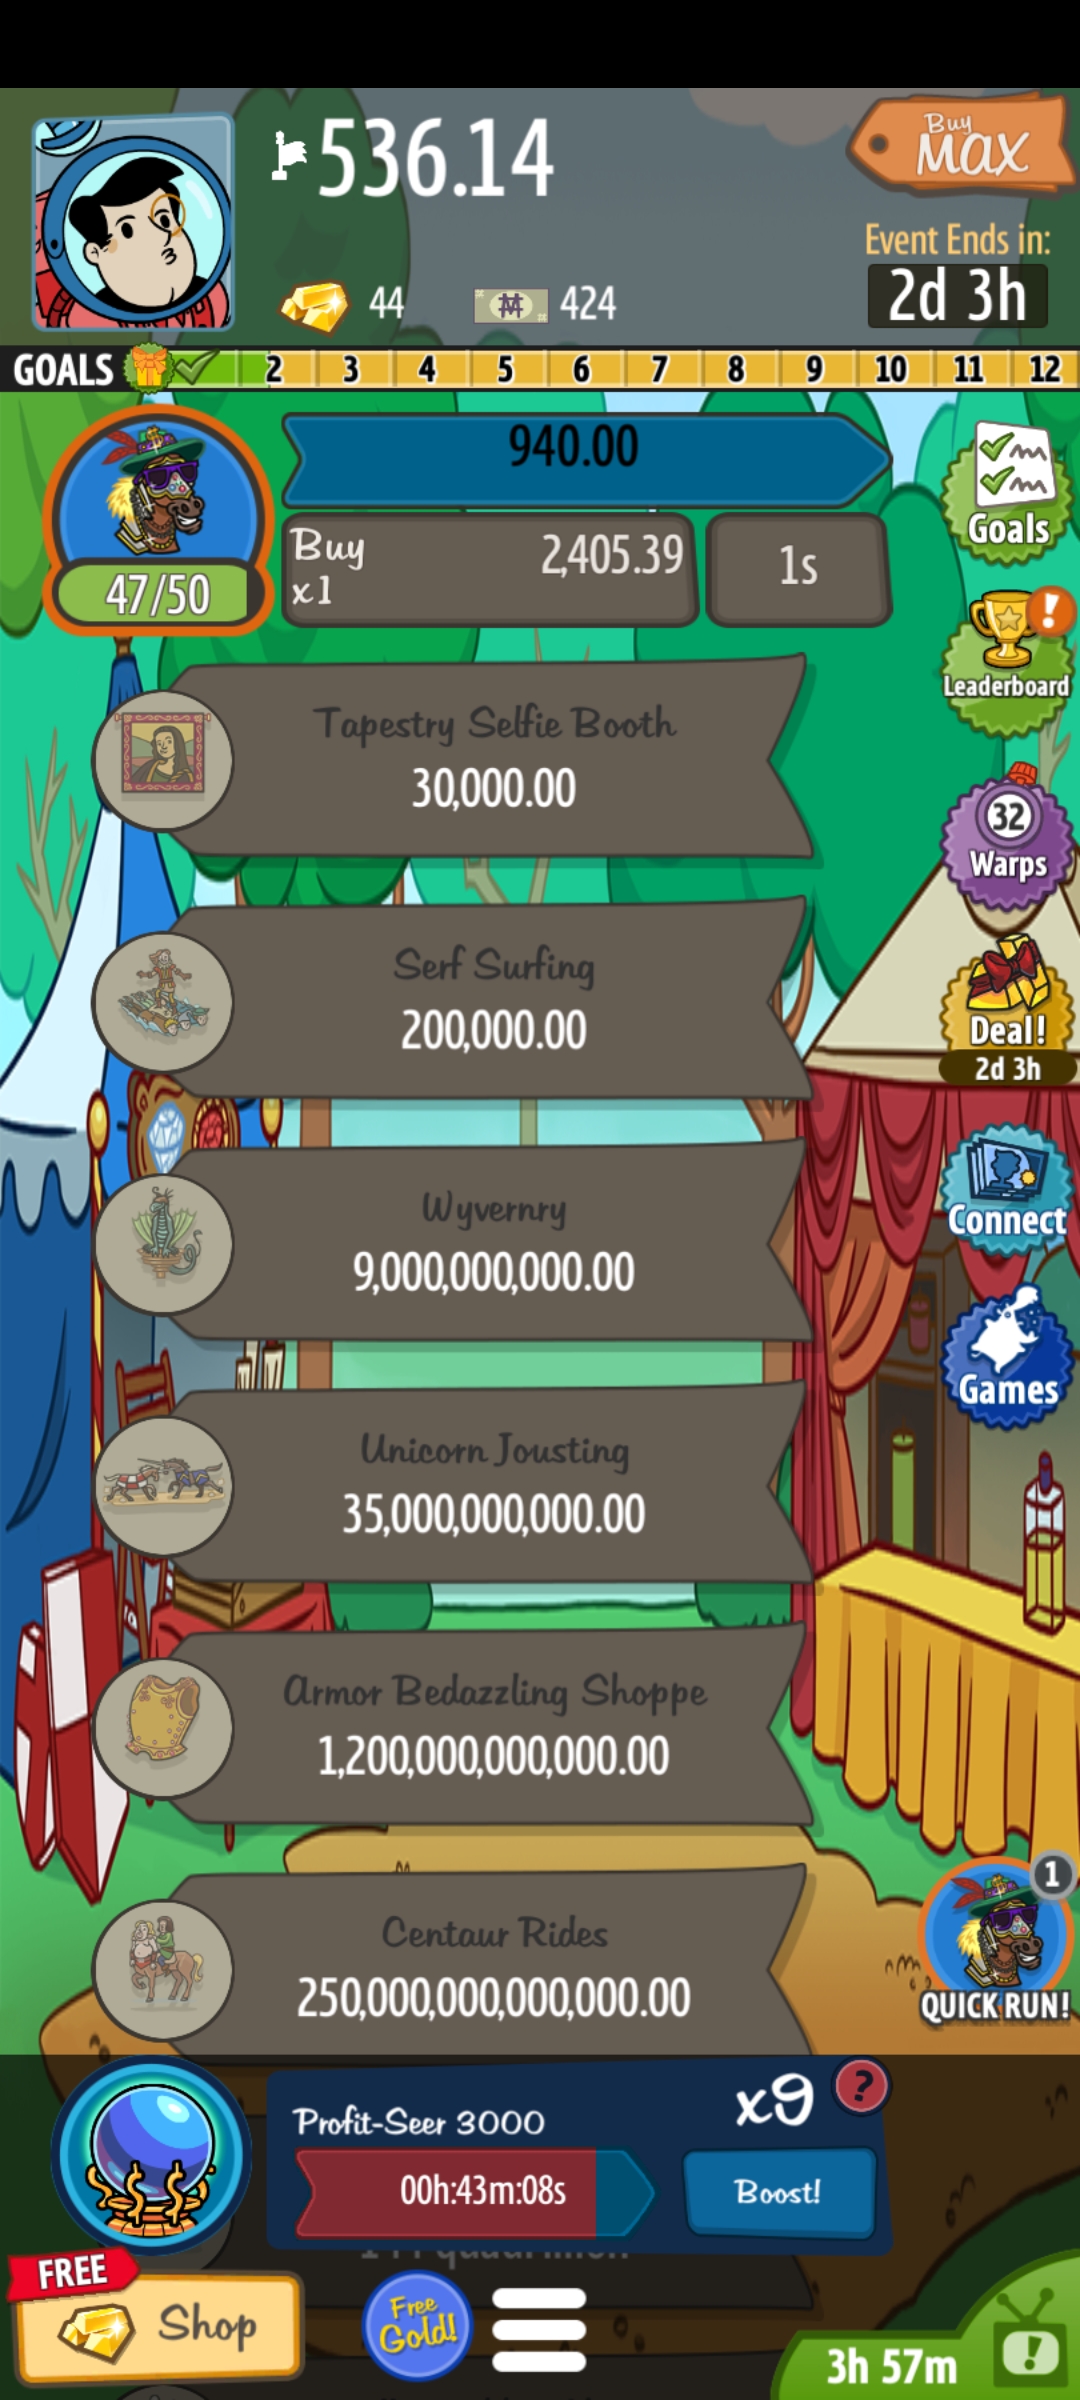 536.14
Buy
MAX
44
424
Event Ends in:
2d 3h
GOALS 2 3 4 5 6 7 8 9 10 11 12
940.00
Buy
x1
2,405.39
1s
47/50
Goals
!
Leaderboard
Tapestry Selfie Booth
30,000.00
32
Warps
Serf Surfing
200,000.00
Deal!
2d 3h
Wyvernry
9,000,000,000.00
Connect
Games
Unicorn Jousting
35,000,000,000.00
Armor Bedazzling Shoppe
1,200,000,000,000.00
Centaur Rides
250,000,000,000,000.00
1
QUICK RUN!
Profit-Seer 3000
x9
?
00h:43m:08s
Boost!
FREE
Shop
Free
Gold!
3h 57m
!